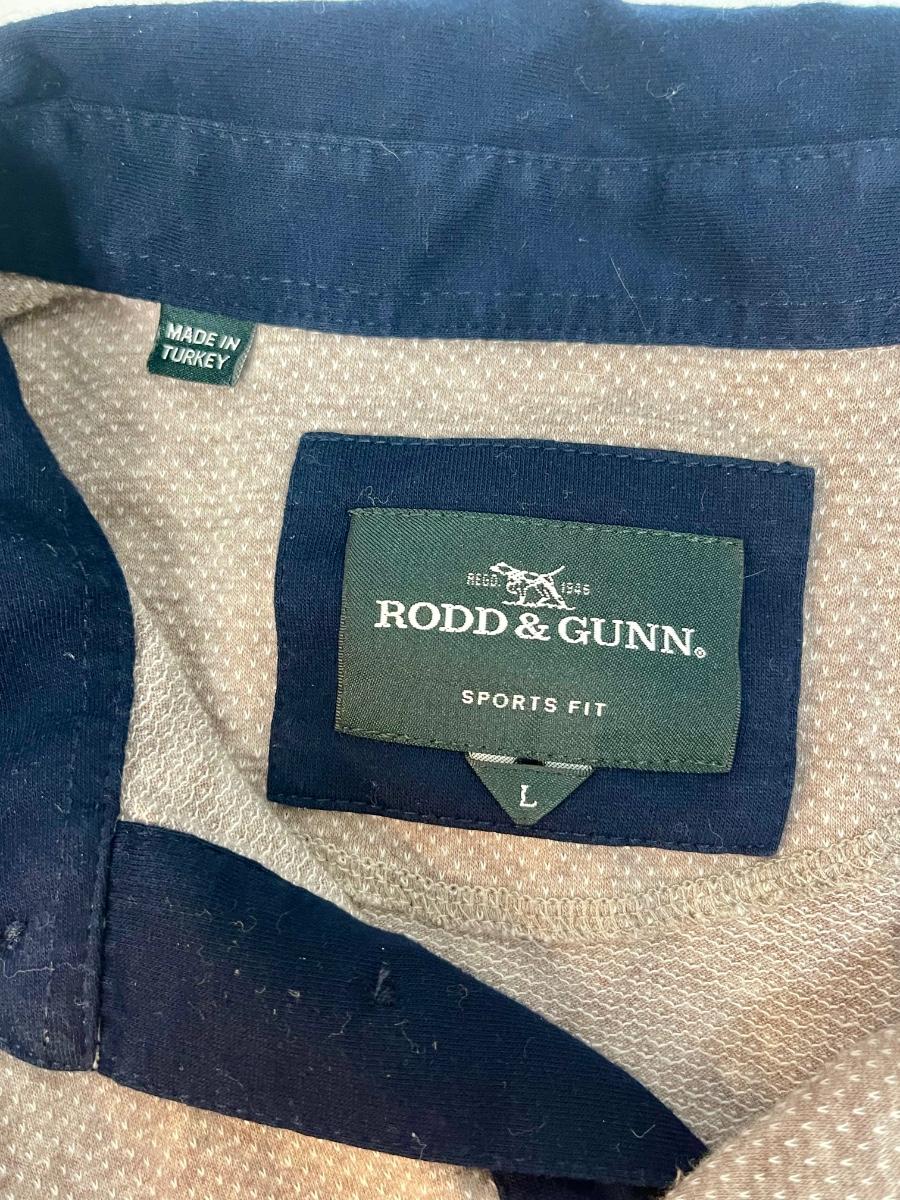 MADE IN
TURKEY
REGD. 1946
RODD & GUNN®
SPORTS FIT
L